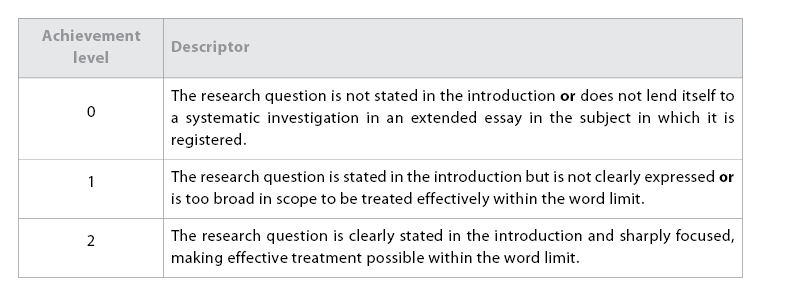 Achievement
level
Descriptor
0
The research question is not stated in the introduction or does not lend itself to
a systematic investigation in an extended essay in the subject in which it is
registered.
1
The research question is stated in the introduction but is not clearly expressed or
is too broad in scope to be treated effectively within the word limit.
2
The research question is clearly stated in the introduction and sharply focused,
making effective treatment possible within the word limit.